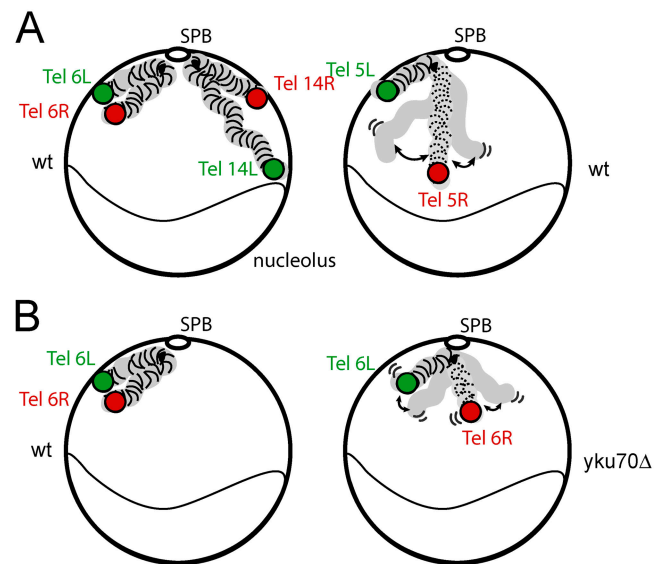 A
SPB
SPB
Tel 6L
Tel 5L
Tel 6R
Tel 14R
wt
Tel 14L
wt
Tel 5R
nucleolus
B
SPB
SPB
Tel 6L
Tel 6L
Tel 6R
Tel 6R
wt
yku70Δ